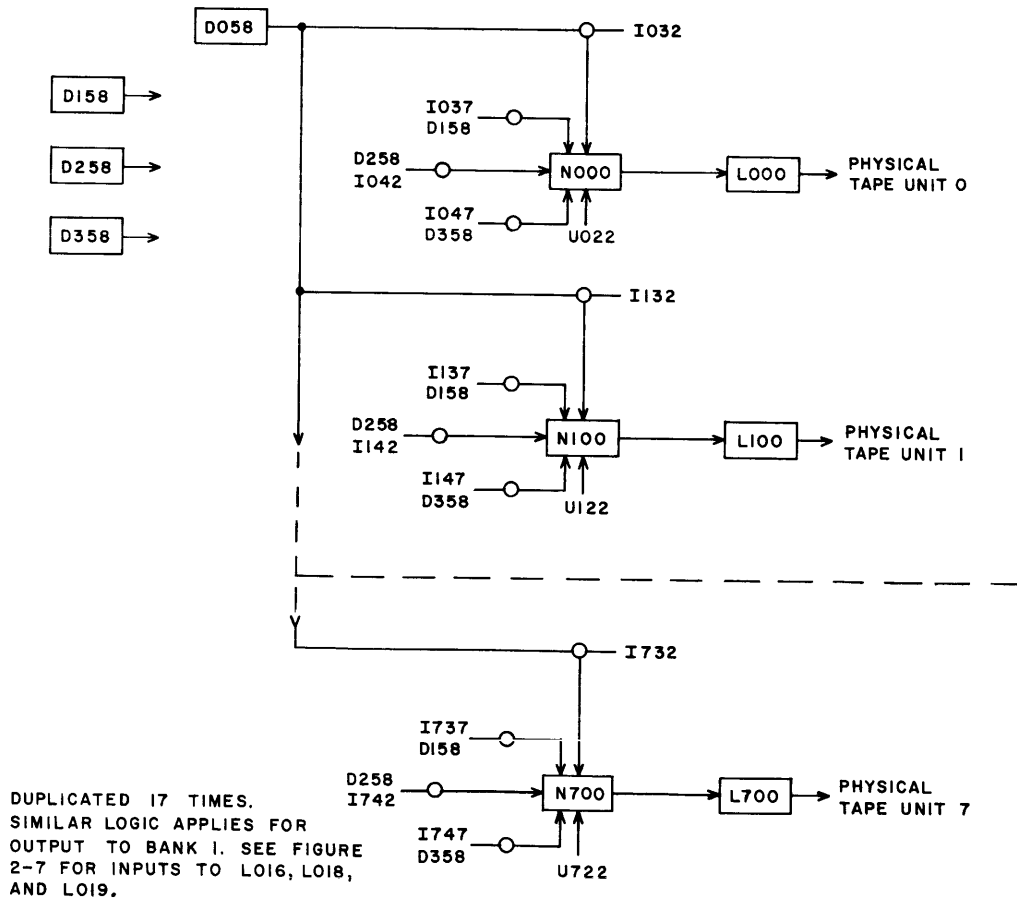 D058
I032
D158
I037
D158
D258
D258
I042
N000
L000
PHYSICAL
TAPE UNIT 0
D358
I047
D358
U022
I132
I137
D158
D258
I142
N100
L100
PHYSICAL
TAPE UNIT 1
I147
D358
U122
I732
I737
D158
D258
I742
N700
L700
PHYSICAL
TAPE UNIT 7
I747
D358
U722
DUPLICATED 17 TIMES.
SIMILAR LOGIC APPLIES FOR
OUTPUT TO BANK 1. SEE FIGURE
2-7 FOR INPUTS TO L016, L018,
AND L019.